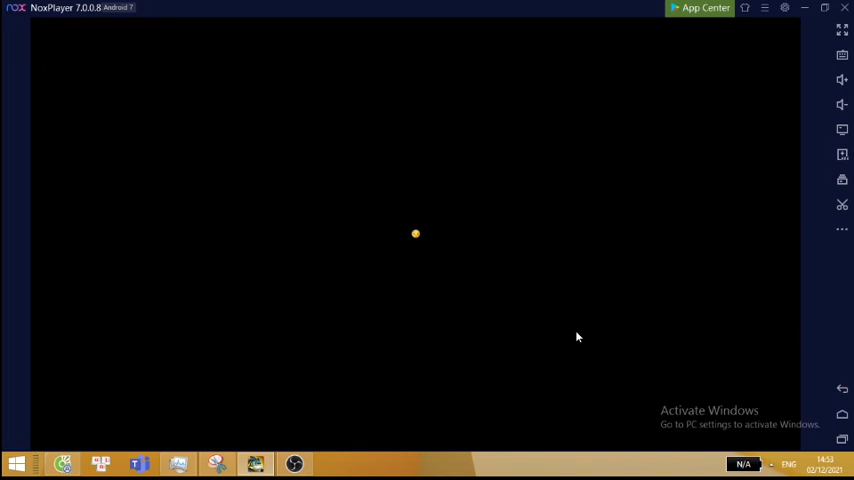 nox NoxPlayer 7.0.0.8 Android 7
App Center
Activate Windows
Go to PC settings to activate Windows.
N/A
ENG
14:53
02/12/2021